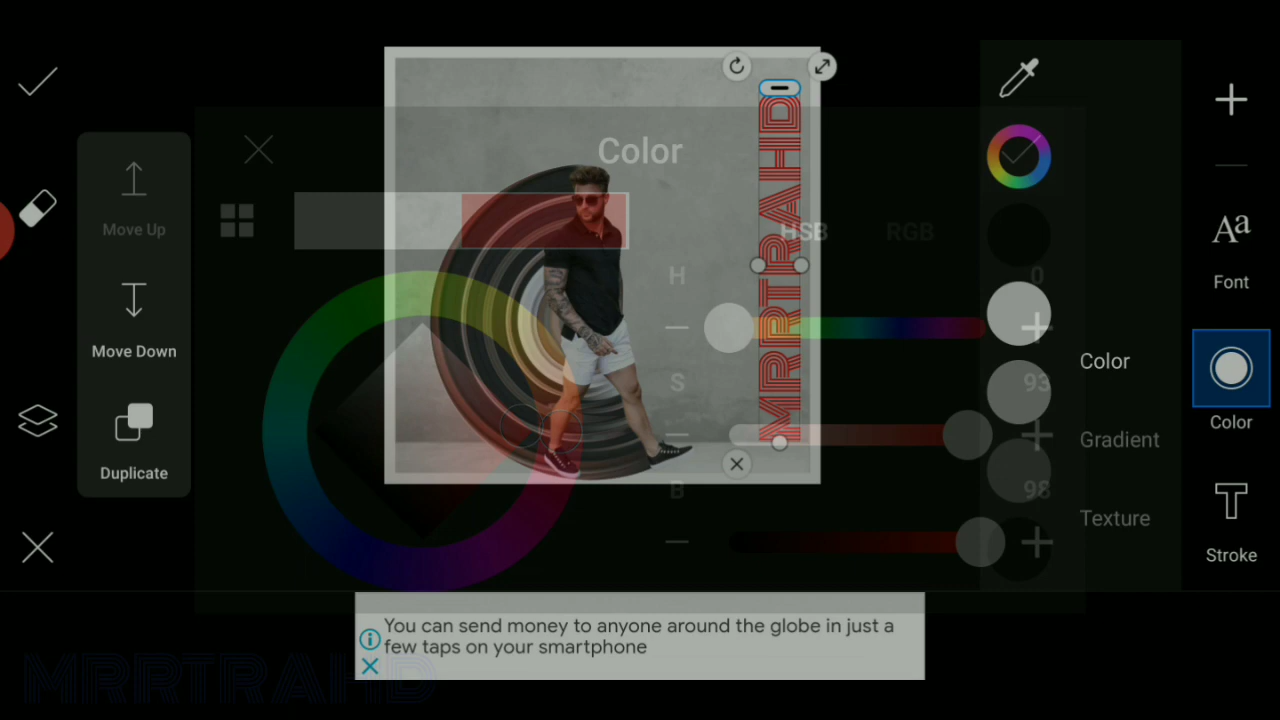 Color
HSB
RGB
H
0
S
93
B
98
Move Up
Move Down
Duplicate
MRRTRAHD
Color
Gradient
Texture
Aa
Font
Color
T
Stroke
You can send money to anyone around the globe in just a
few taps on your smartphone
MRRTRAHD